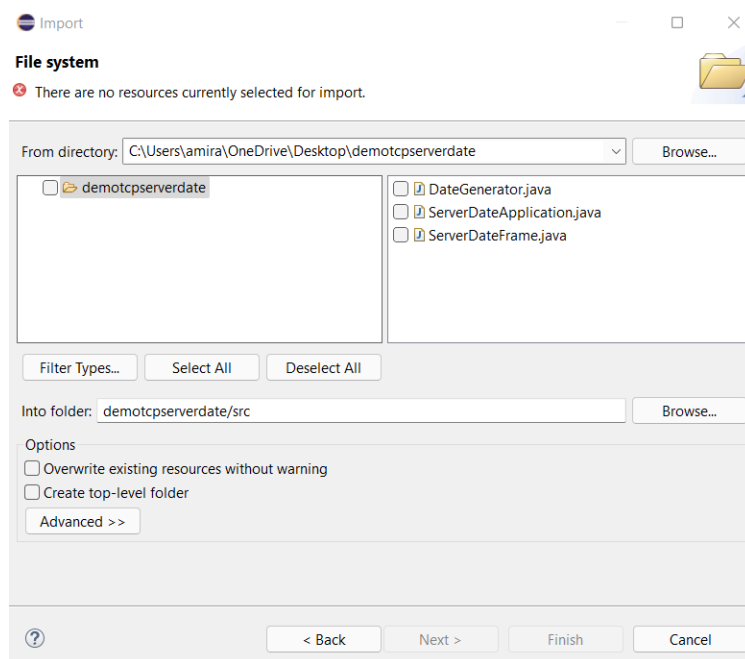 Import
File system
There are no resources currently selected for import.
From directory: C:\Users\amira\OneDrive\Desktop\demotcpserverdate Browse...
demotcpserverdate
DateGenerator.java
ServerDateApplication.java
ServerDateFrame.java
Filter Types... Select All Deselect All
Into folder: demotcpserverdate/src Browse...
Options
Overwrite existing resources without warning
Create top-level folder
Advanced >>
? < Back Next > Finish Cancel